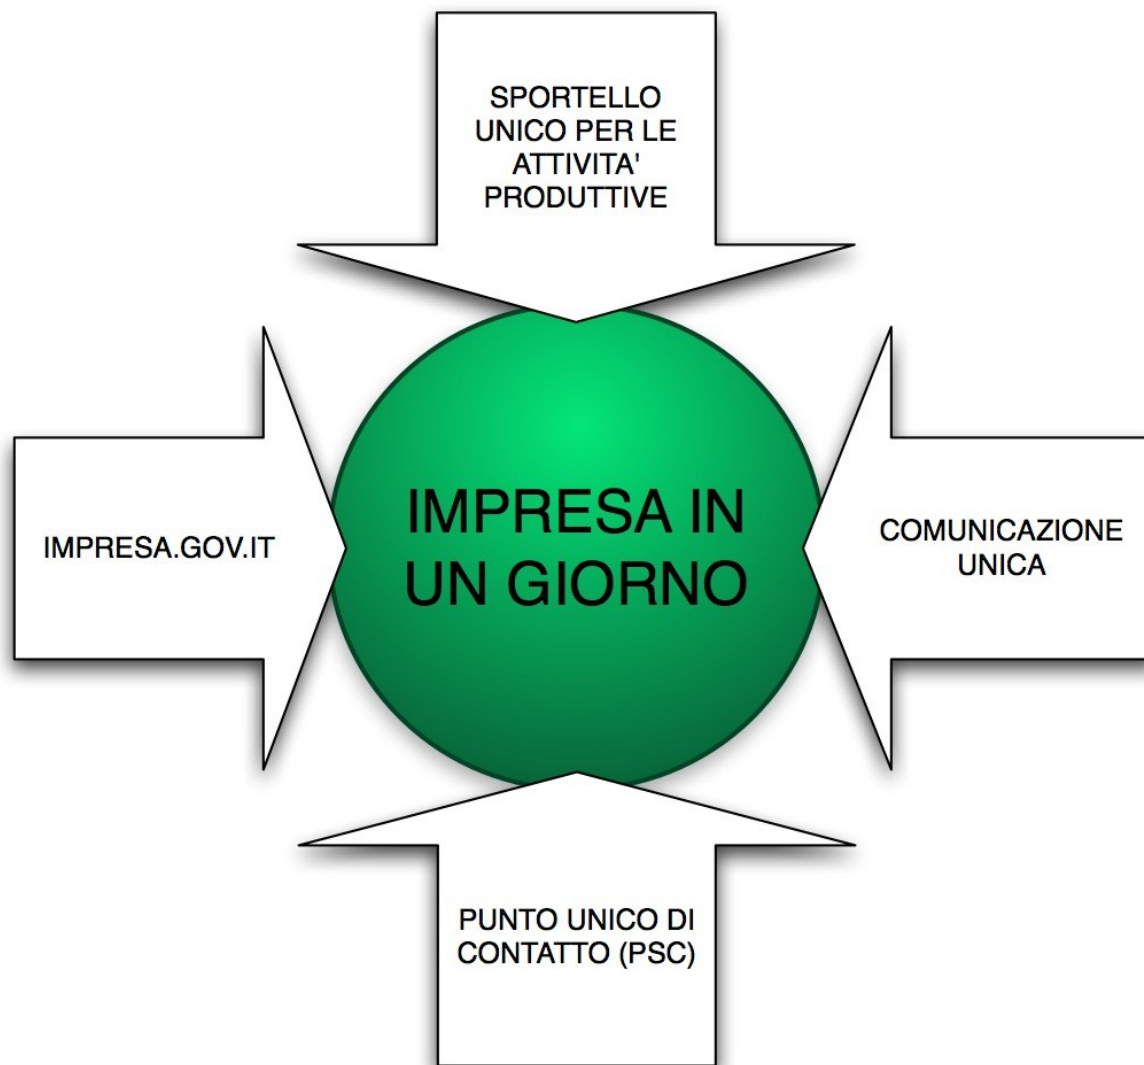 SPORTELLO
UNICO PER LE
ATTIVITA'
PRODUTTIVE
IMPRESA.GOV.IT
IMPRESA IN
UN GIORNO
COMUNICAZIONE
UNICA
PUNTO UNICO DI
CONTATTO (PSC)